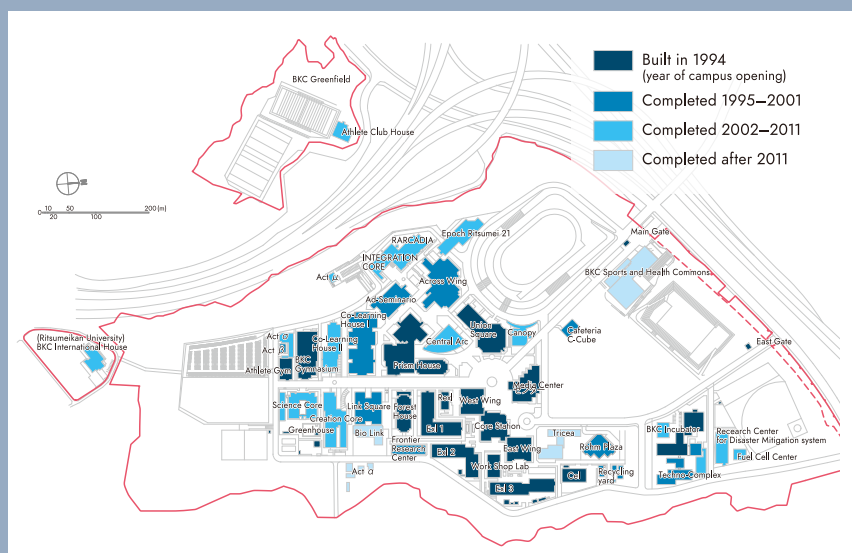 Built in 1994
(year of campus opening)
Completed 1995–2001
Completed 2002–2011
Completed after 2011
BKC Greenfield
Athlete Club House
0 10 50 200 (m)
20 100
Main Gate
Epoch Ritsumei 21
RARCADIA
INTEGRATION
CORE
BKC Sports and Health Commons
Act α
Across Wing
Ad Seminario
Co-Learning
House I
Union
Square
Canopy
Cafeteria
C-Cube
East Gate
(Ritsumeikan University)
BKC International House
Act
Co-Learning
House II
Central Arc
Act β
BKC
Gymnasium
Athlete Gym
Prism House
Media Center
Science Core
Link Square
Forest
House
Red
West Wing
Creation Core
Greenhouse
Bio Link
Exl 1
Core Station
Tricea
BKC Incubator
Research Center
for Disaster Mitigation system
Frontier
Research
Center
Exl 2
East Wing
Rohm Plaza
Fuel Cell Center
Act α
Work Shop Lab
Cel
Recycling
yard
Techno Complex
Exl 3